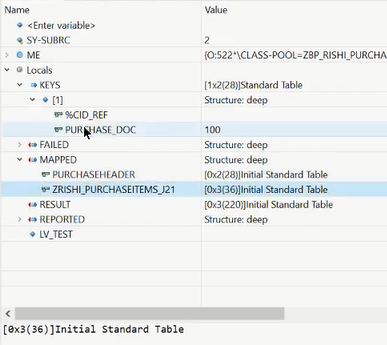 Name Value
<Enter variable>
SY-SUBRC 2
ME {O:522*\CLASS-POOL=ZBP_RISHI_PURCHA
Locals
KEYS [1x2(28)]Standard Table
[1] Structure: deep
%CID_REF
PURCHASE_DOC 100
FAILED Structure: deep
MAPPED Structure: deep
PURCHASEHEADER [0x2(28)]Initial Standard Table
ZRISHI_PURCHASEITEMS_J21 [0x3(36)]Initial Standard Table
RESULT [0x3(220)]Initial Standard Table
REPORTED Structure: deep
LV_TEST
[0x3(36)]Initial Standard Table